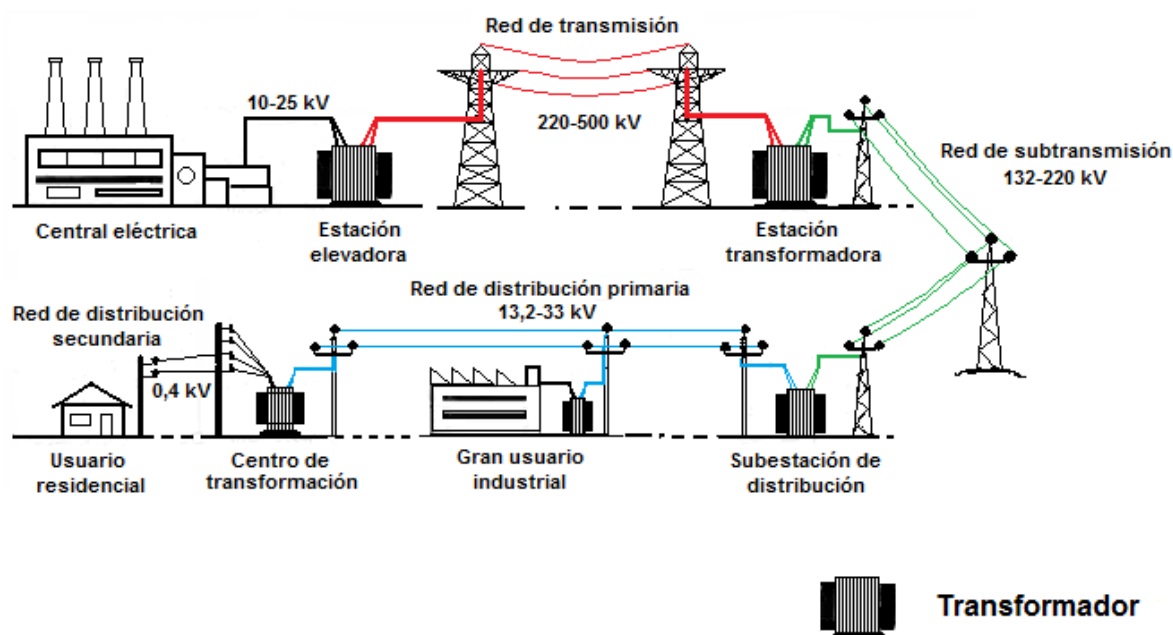 Red de transmisión
10-25 kV
220-500 kV
Red de subtransmisión
132-220 kV
Central eléctrica
Estación
elevadora
Estación
transformadora
Red de distribución
secundaria
0,4 kV
Red de distribución primaria
13,2-33 kV
Usuario
residencial
Centro de
transformación
Gran usuario
industrial
Subestación de
distribución
Transformador